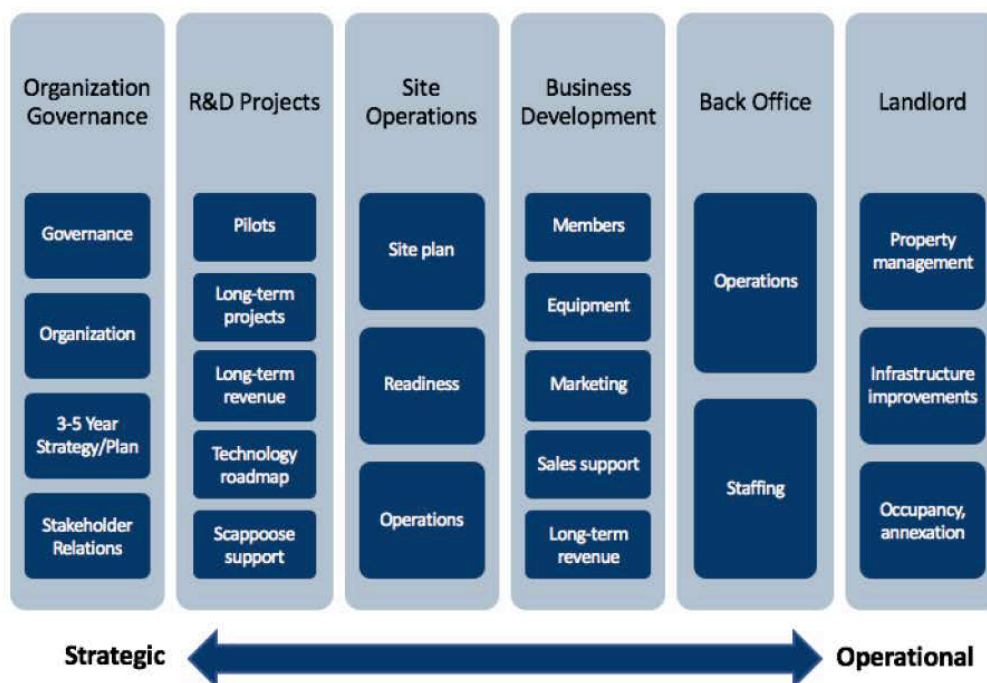 Organization
Governance
Governance
Organization
3-5 Year
Strategy/Plan
Stakeholder
Relations
R&D Projects
Pilots
Long-term
projects
Long-term
revenue
Technology
roadmap
Scappoose
support
Site
Operations
Site plan
Readiness
Operations
Business
Development
Members
Equipment
Marketing
Sales support
Long-term
revenue
Back Office
Operations
Staffing
Landlord
Property
management
Infrastructure
improvements
Occupancy,
annexation
Strategic
Operational